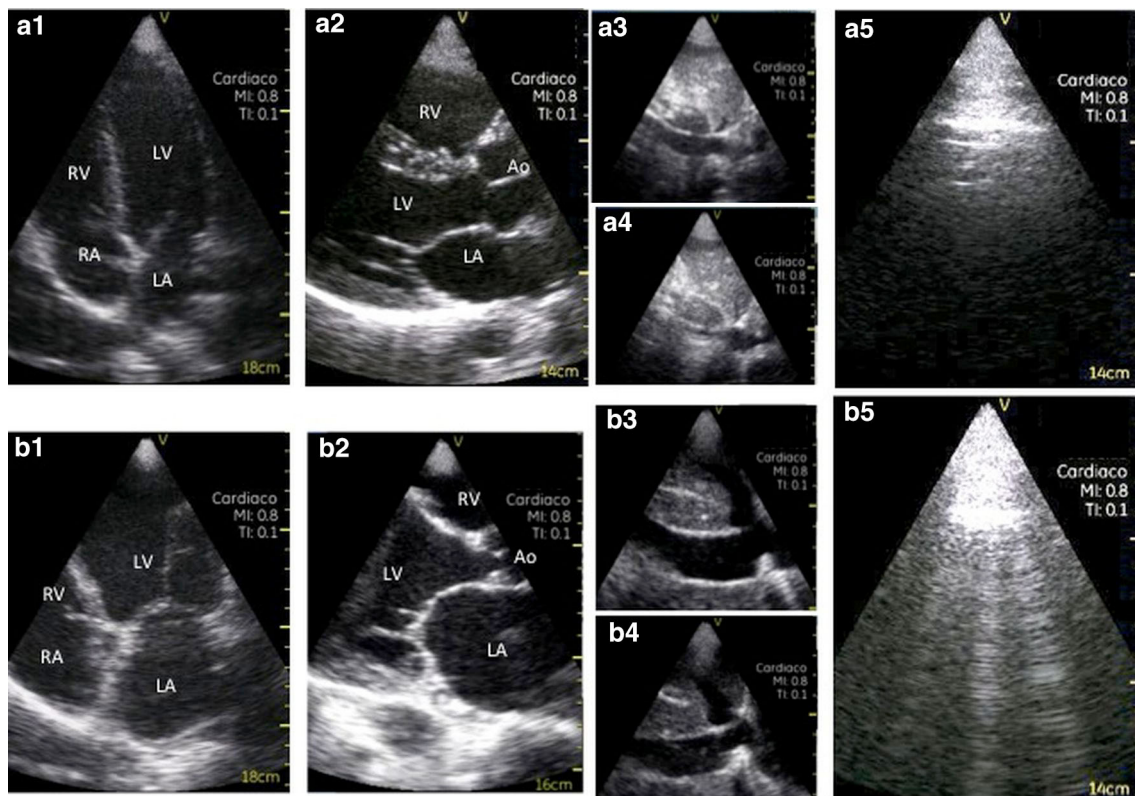 a1
V
Cardiaco
MI: 0.8
TI: 0.1
LV
RV
RA
LA
18cm
a2
V
Cardiaco
MI: 0.8
TI: 0.1
RV
Ao
LV
LA
14cm
a3
V
Cardiaco
MI: 0.8
TI: 0.1
a4
V
Cardiaco
MI: 0.8
TI: 0.1
a5
V
Cardiaco
MI: 0.8
TI: 0.1
14cm
b1
V
Cardiaco
MI: 0.8
TI: 0.1
LV
RV
RA
LA
18cm
b2
V
RV
Cardiaco
MI: 0.8
TI: 0.1
Ao
LV
LA
16cm
b3
V
Cardiaco
MI: 0.8
TI: 0.1
b4
V
Cardiaco
MI: 0.8
TI: 0.1
b5
V
Cardiaco
MI: 0.8
TI: 0.1
14cm